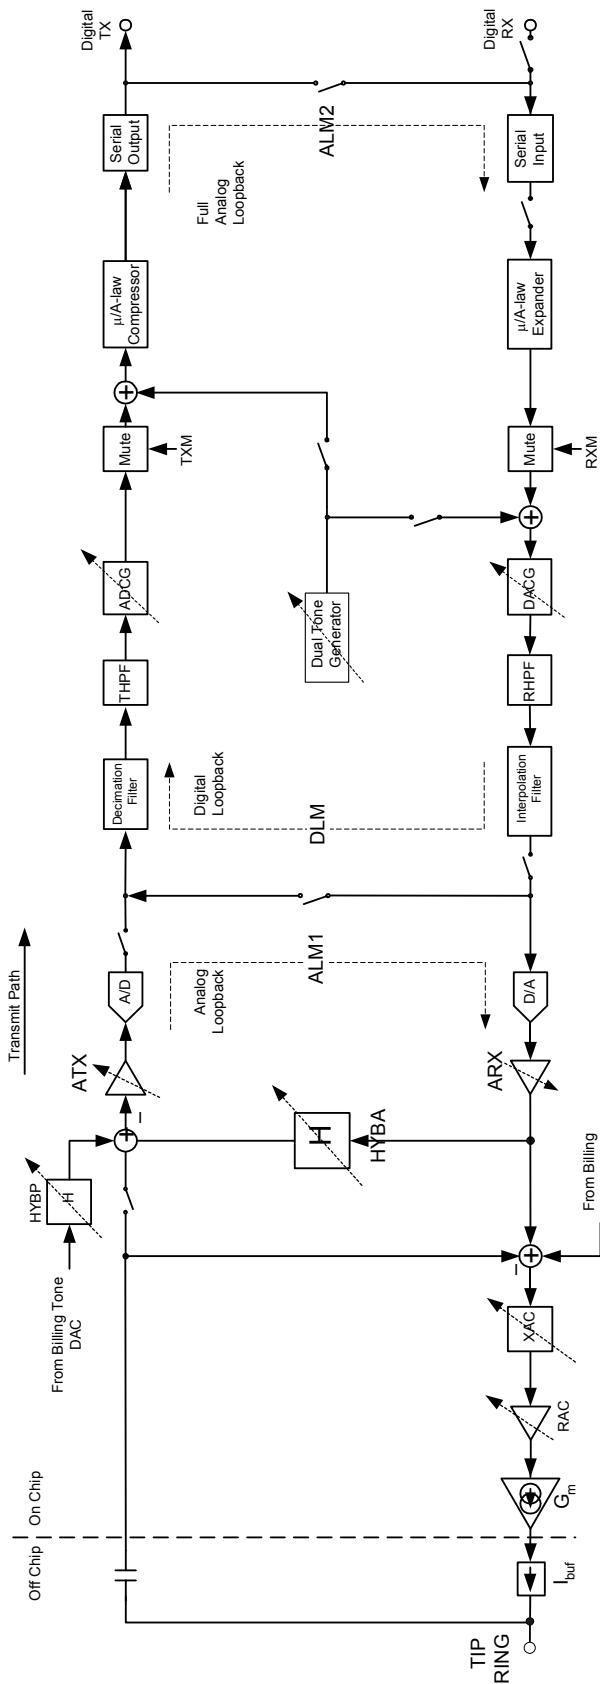 Off Chip
On Chip
Transmit Path
From Billing Tone
DAC
HYBP
H
+
–
ATX
A/D
Decimation
Filter
THPF
ADCG
Mute
TXM
+
μ/A-law
Compressor
Serial
Output
Digital
TX
H
HYBA
Analog
Loopback
ALM1
Digital
Loopback
DLM
Dual Tone
Generator
Full
Analog
Loopback
ALM2
TIP
RING
Ibuf
Gm
RAC
XAC
–
+
From Billing
ARX
D/A
Interpolation
Filter
RHPF
DACG
+
Mute
RXM
μ/A-law
Expander
Serial
Input
Digital
RX